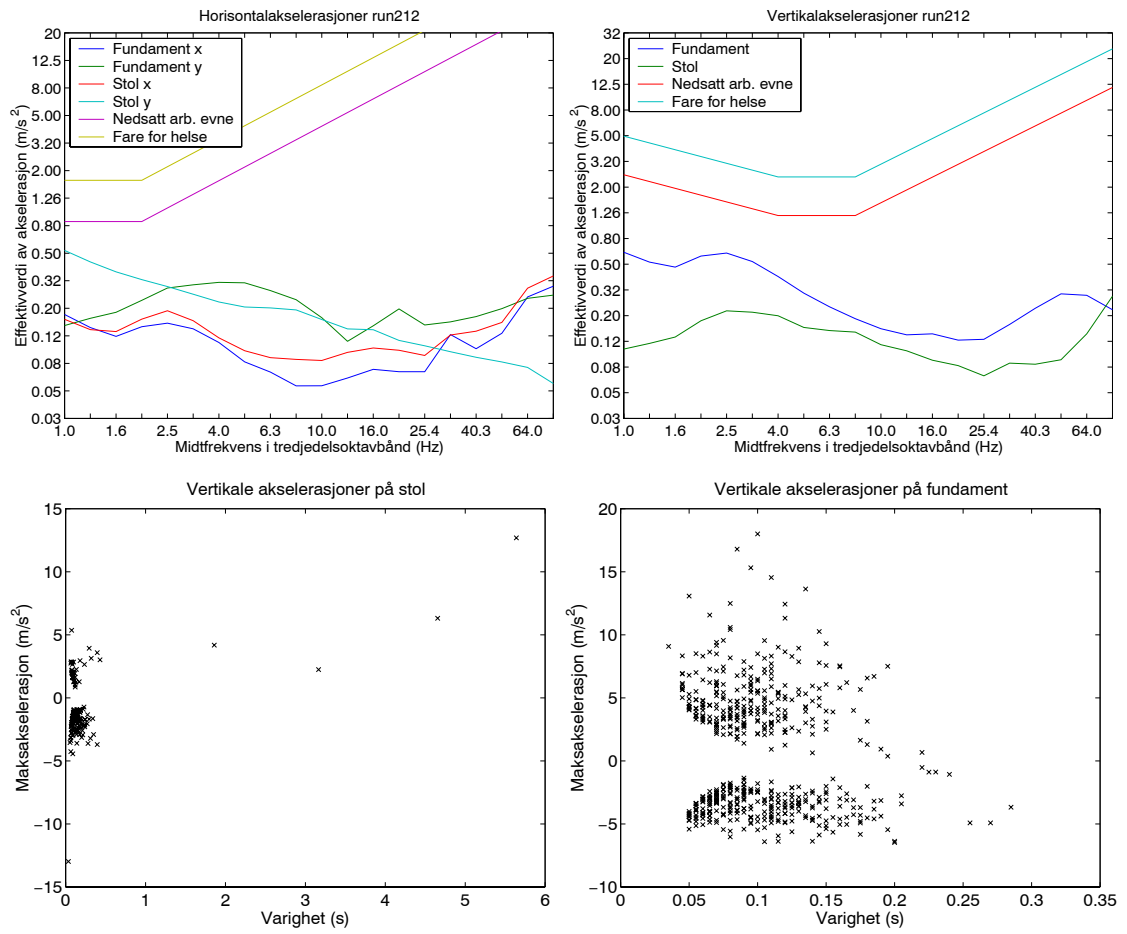 Horisontalakselerasjoner run212
Effektivverdi av akselerasjon (m/s²)
20
12.5
8.00
5.00
3.20
2.00
1.26
0.80
0.50
0.32
0.20
0.12
0.08
0.05
0.03
Fundament x
Fundament y
Stol x
Stol y
Nedsatt arb. evne
Fare for helse
1.0 1.6 2.5 4.0 6.3 10.0 16.0 25.4 40.3 64.0
Midtfrekvens i tredjedelsoktavbånd (Hz)
Vertikalakselerasjoner run212
Effektivverdi av akselerasjon (m/s²)
32
20
12.5
8.00
5.00
3.20
2.00
1.26
0.80
0.50
0.32
0.20
0.12
0.08
0.05
0.03
Fundament
Stol
Nedsatt arb. evne
Fare for helse
1.0 1.6 2.5 4.0 6.3 10.0 16.0 25.4 40.3 64.0
Midtfrekvens i tredjedelsoktavbånd (Hz)
Vertikale akselerasjoner på stol
Maksakselerasjon (m/s²)
15
10
5
0
−5
−10
−15
0 1 2 3 4 5 6
Varighet (s)
Vertikale akselerasjoner på fundament
Maksakselerasjon (m/s²)
20
15
10
5
0
−5
−10
0 0.05 0.1 0.15 0.2 0.25 0.3 0.35
Varighet (s)